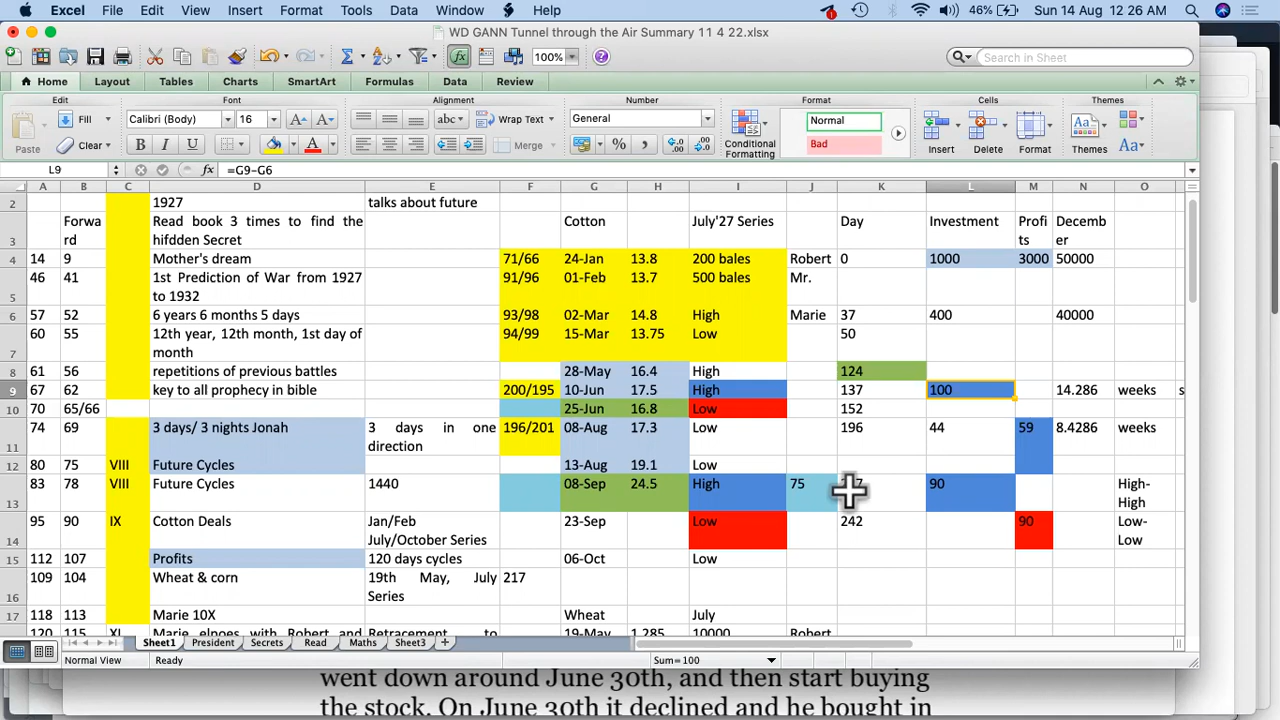 Excel File Edit View Insert Format Tools Data Window Help 46% Sun 14 Aug 12:26 AM
WD GANN Tunnel through the Air Summary 11 4 22.xlsx
100% Search in Sheet
Home Layout Tables Charts SmartArt Formulas Data Review
Edit Font Alignment Number Format Cells Themes
Fill Calibri (Body) 16 abc Wrap Text General Normal
Paste Clear B I U A Merge % Conditional Formatting Bad Insert Delete Format Themes Aa
L9 fx =G9-G6
A B C D E F G H I J K L M N O
2 1927 talks about future
3 Forward Read book 3 times to find the hifdden Secret Cotton July'27 Series Day Investment Profits December
4 14 9 Mother's dream 71/66 24-Jan 13.8 200 bales Robert 0 1000 3000 50000
5 46 41 1st Prediction of War from 1927 to 1932 91/96 01-Feb 13.7 500 bales Mr.
6 57 52 6 years 6 months 5 days 93/98 02-Mar 14.8 High Marie 37 400 40000
7 60 55 12th year, 12th month, 1st day of month 94/99 15-Mar 13.75 Low 50
8 61 56 repetitions of previous battles 28-May 16.4 High 124
9 67 62 key to all prophecy in bible 200/195 10-Jun 17.5 High 137 100 14.286 weeks s
10 70 65/66 25-Jun 16.8 Low 152
11 74 69 3 days/ 3 nights Jonah 3 days in one direction 196/201 08-Aug 17.3 Low 196 44 59 8.4286 weeks
12 80 75 VIII Future Cycles 13-Aug 19.1 Low
13 83 78 VIII Future Cycles 1440 08-Sep 24.5 High 75 90 High-High
14 95 90 IX Cotton Deals Jan/Feb July/October Series 23-Sep Low 242 90 Low-Low
15 112 107 Profits 120 days cycles 06-Oct Low
16 109 104 Wheat & corn 19th May, July Series 217
17 118 113 Marie 10X Wheat July
120 115 XI Marie elopes with Robert and Retracement to 19-May 1.285 10000 Robert
Sheet1 President Secrets Read Maths Sheet3 +
Normal View Ready Sum=100
went down around June 30th, and then start buying
the stock. On June 30th it declined and he bought in